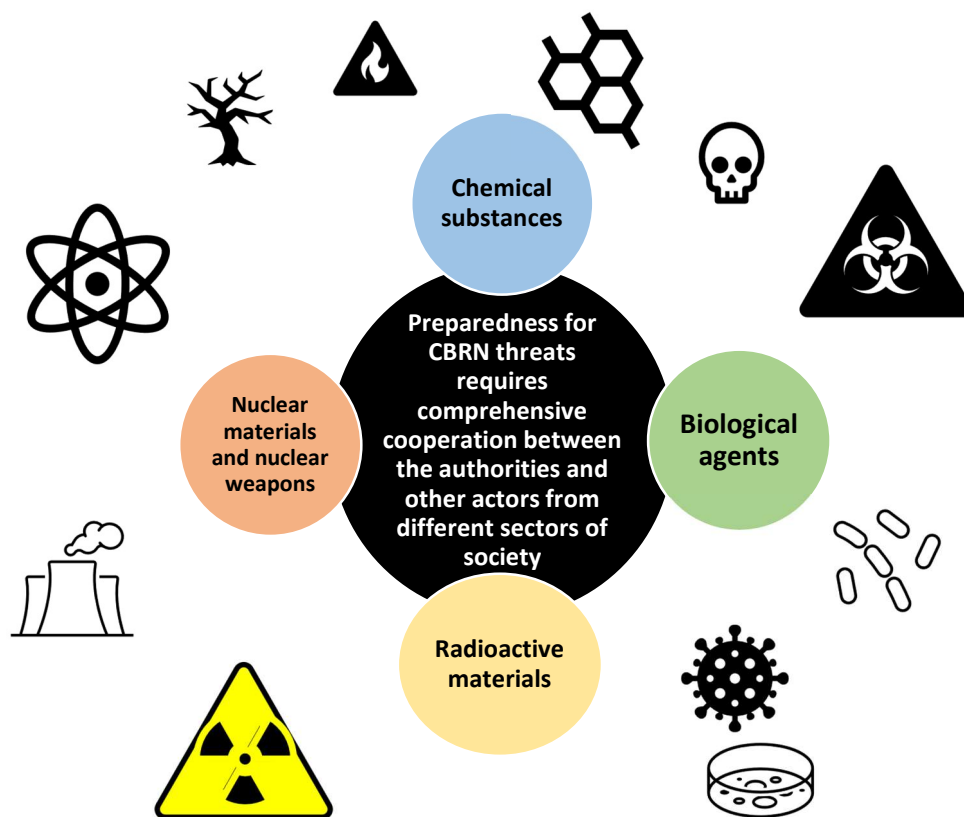 Chemical
substances
Preparedness for
CBRN threats
requires
comprehensive
cooperation between
the authorities and
other actors from
different sectors of
society
Nuclear
materials
and nuclear
weapons
Biological
agents
Radioactive
materials